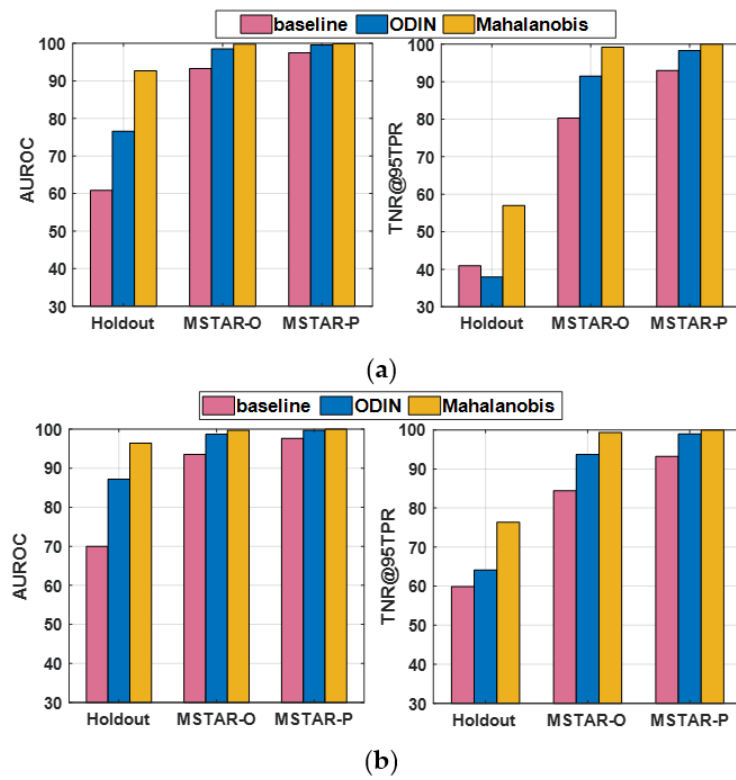 baseline ODIN Mahalanobis
100
90
80
70
60
50
40
30
AUROC
Holdout MSTAR-O MSTAR-P
100
90
80
70
60
50
40
30
TNR@95TPR
Holdout MSTAR-O MSTAR-P
(a)
baseline ODIN Mahalanobis
100
90
80
70
60
50
40
30
AUROC
Holdout MSTAR-O MSTAR-P
100
90
80
70
60
50
40
30
TNR@95TPR
Holdout MSTAR-O MSTAR-P
(b)